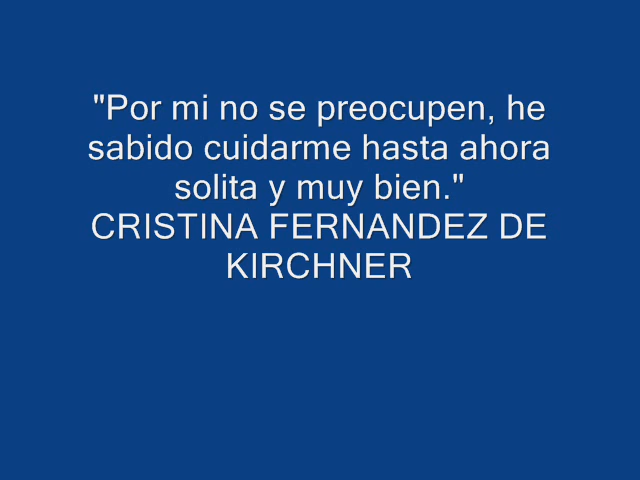 "Por mi no se preocupen, he
sabido cuidarme hasta ahora
solita y muy bien."
CRISTINA FERNANDEZ DE
KIRCHNER